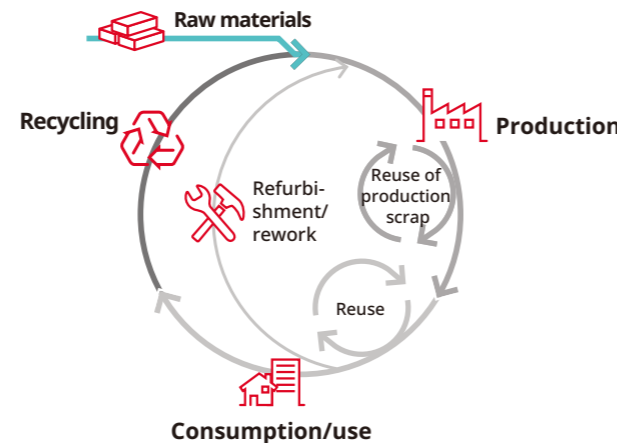 Raw materials
Recycling
Production
Reuse of
production
scrap
Refurbi-
shment/
rework
Reuse
Consumption/use